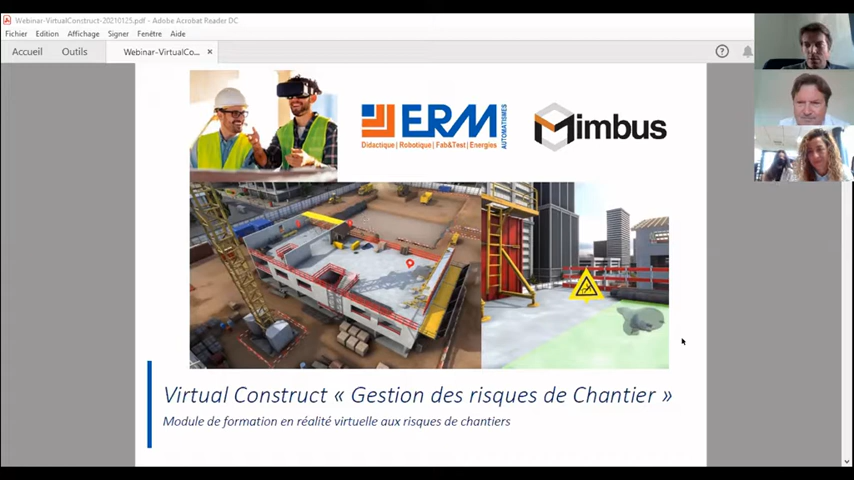 Webinar-VirtualConstruct-20210125.pdf - Adobe Acrobat Reader DC
Fichier Edition Affichage Signer Fenêtre Aide
Accueil Outils Webinar-VirtualCo... ×
ERM
AUTOMATISMES
Didactique | Robotique | Fab&Test | Energies
Mimbus
Virtual Construct « Gestion des risques de Chantier »
Module de formation en réalité virtuelle aux risques de chantiers